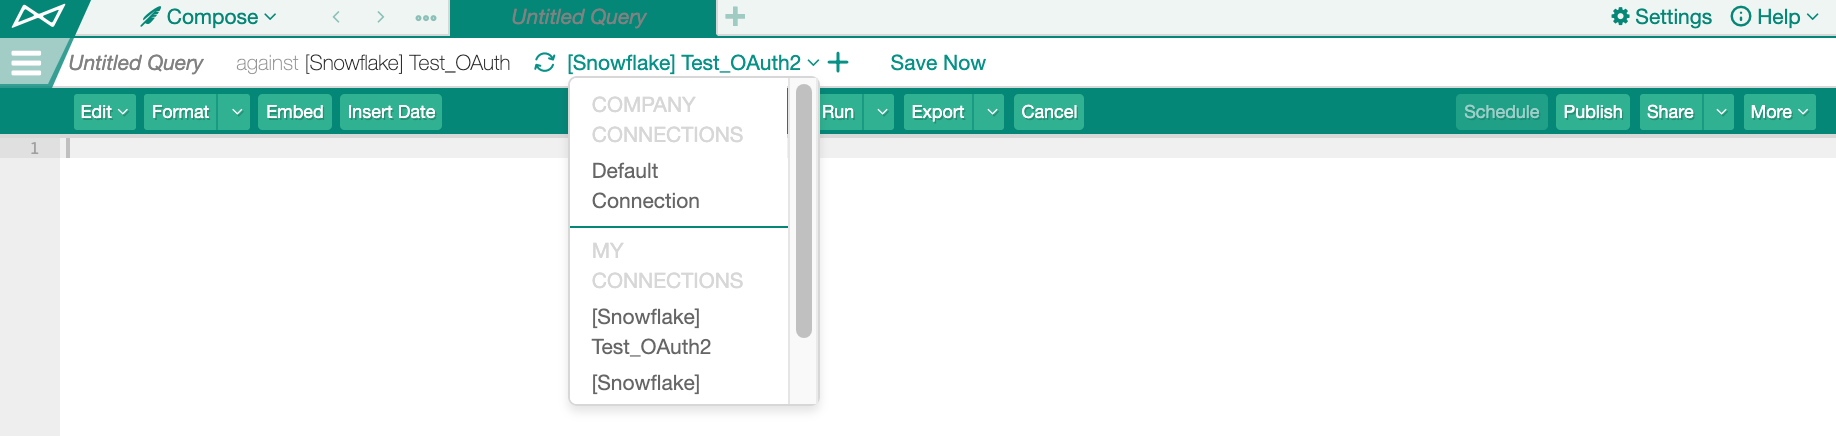 Compose
Untitled Query
Settings
Help
Untitled Query against [Snowflake] Test_OAuth
[Snowflake] Test_OAuth2
Save Now
Edit
Format
Embed
Insert Date
Run
Export
Cancel
Schedule
Publish
Share
More
1
COMPANY
CONNECTIONS
Default
Connection
MY
CONNECTIONS
[Snowflake]
Test_OAuth2
[Snowflake]